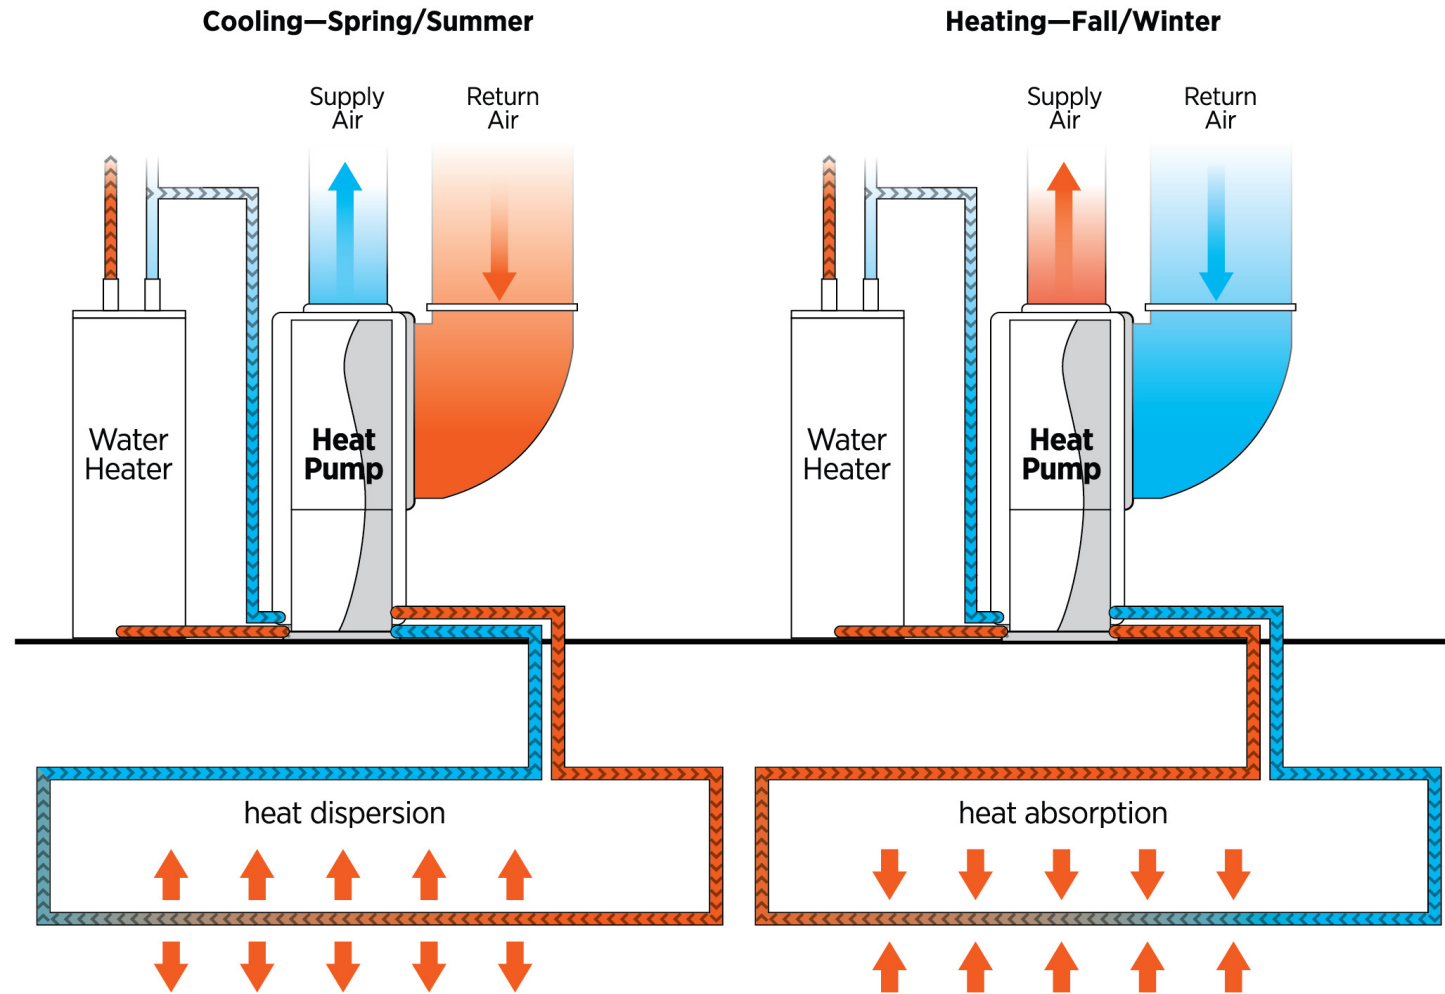 Cooling—Spring/Summer
Supply
Air
Return
Air
Water
Heater
Heat
Pump
heat dispersion
Heating—Fall/Winter
Supply
Air
Return
Air
Water
Heater
Heat
Pump
heat absorption